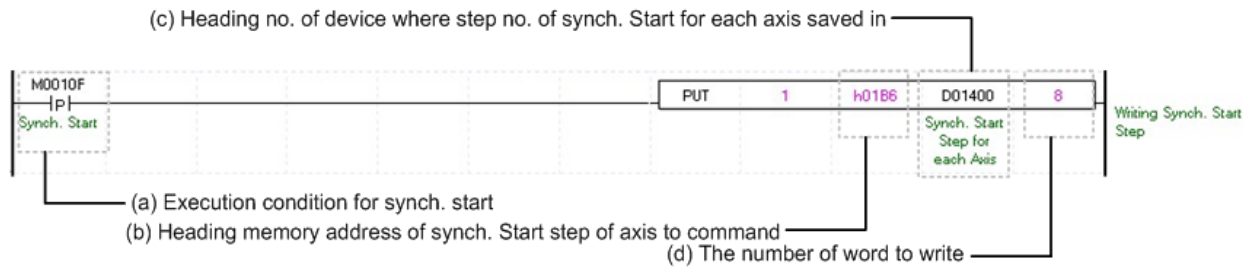 (c) Heading no. of device where step no. of synch. Start for each axis saved in
M0010F
P
Synch. Start
PUT 1 h01B6 D01400 8
Synch. Start
Step for
each Axis
Writing Synch. Start
Step
(a) Execution condition for synch. start
(b) Heading memory address of synch. Start step of axis to command
(d) The number of word to write